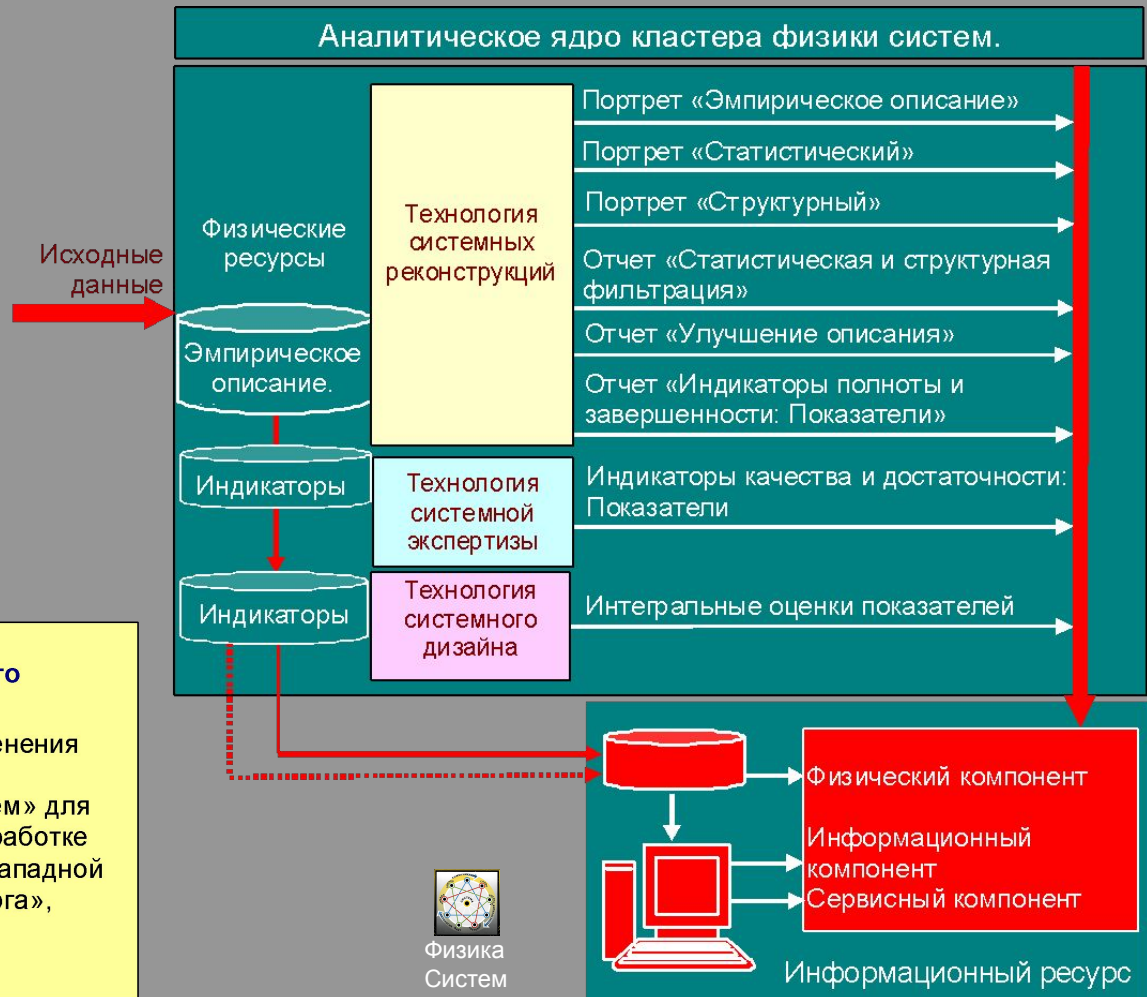 Аналитическое ядро кластера физики систем.
Исходные
данные
Физические
ресурсы
Эмпирическое
описание.
Индикаторы
Индикаторы
Технология
системных
реконструкций
Технология
системной
экспертизы
Технология
системного
дизайна
Портрет «Эмпирическое описание»
Портрет «Статистический»
Портрет «Структурный»
Отчет «Статистическая и структурная
фильтрация»
Отчет «Улучшение описания»
Отчет «Индикаторы полноты и
завершенности: Показатели»
Индикаторы качества и достаточности:
Показатели
Интегральные оценки показателей
го
енения
ем» для
работке
ападной
рга»,
Физика
Систем
Физический компонент
Информационный
компонент
Сервисный компонент
Информационный ресурс